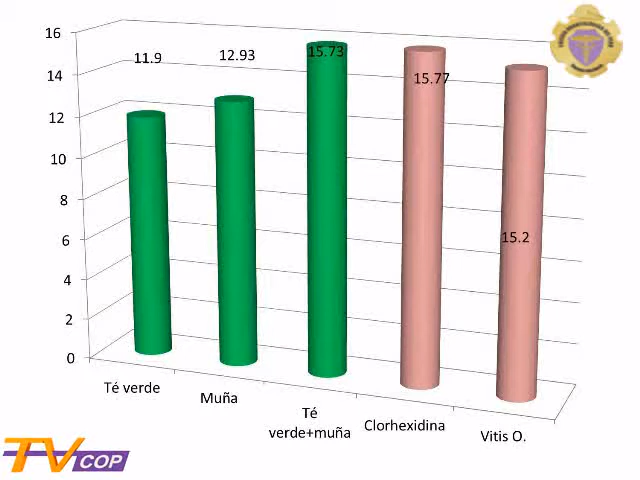 16
14
12
10
8
6
4
2
0
11.9
12.93
15.73
15.77
15.2
Té verde
Muña
Té
verde+muña
Clorhexidina
Vitis O.
TV COP